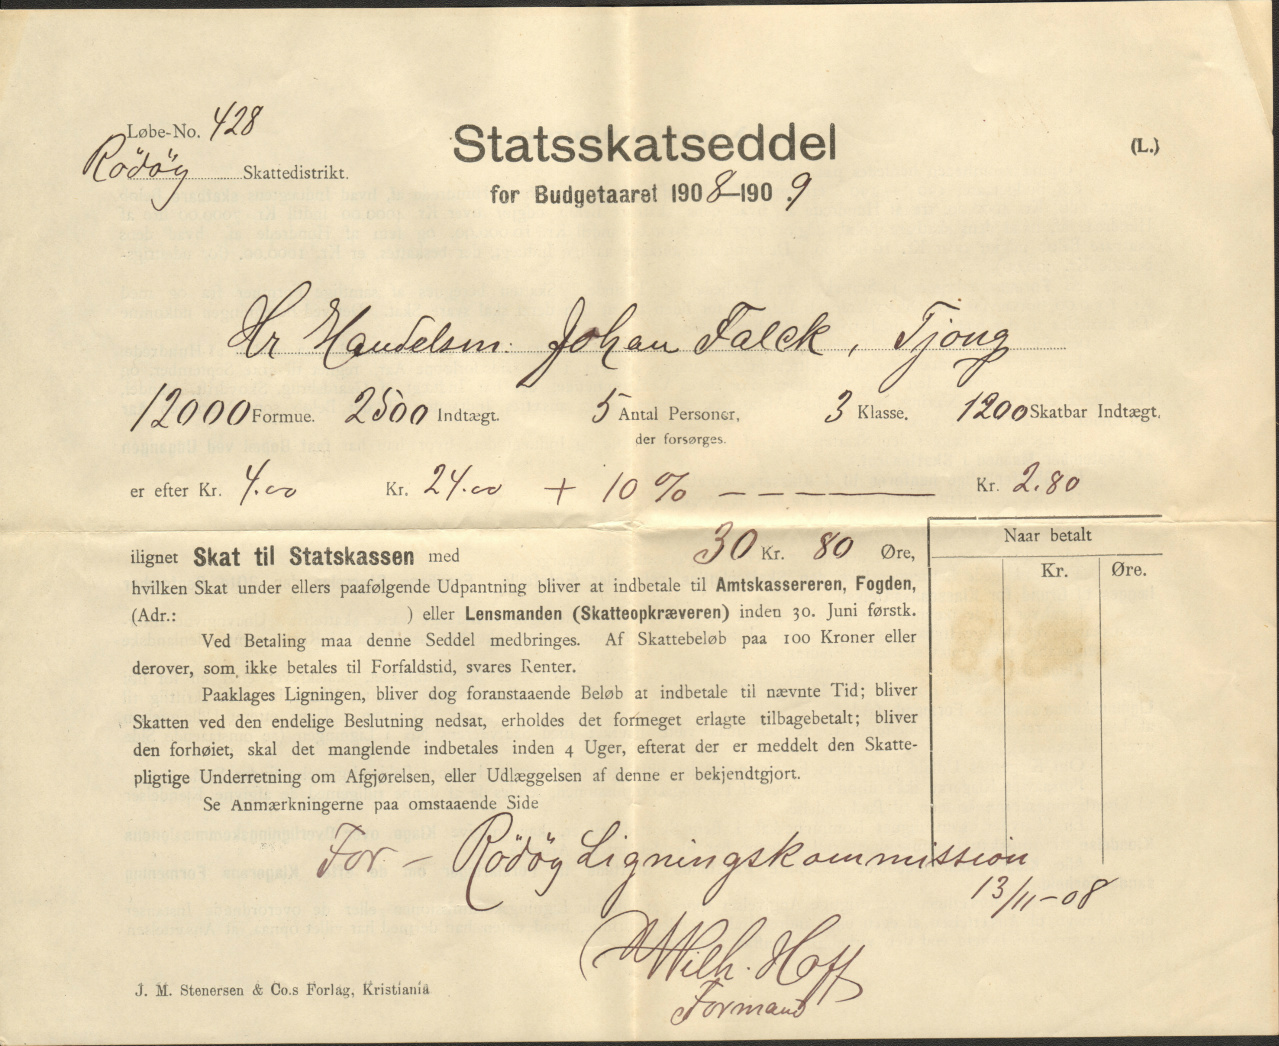 Løbe-No. 428
Rödöy Skattedistrikt.
Statsskatseddel
(L.)
for Budgetaaret 1908–1909
Hr Handelsm. Johan Falck, Tjong
12000 Formue. 2500 Indtægt. 5 Antal Personer, 3 Klasse. 1200 Skatbar Indtægt,
der forsørges.
er efter Kr. 4.00 Kr. 24.00 + 10 % — — — Kr. 2.80
ilignet Skat til Statskassen med 30 Kr. 80 Øre,
hvilken Skat under ellers paafølgende Udpantning bliver at indbetale til Amtskassereren, Fogden,
(Adr.: ) eller Lensmanden (Skatteopkræveren) inden 30. Juni førstk.
Ved Betaling maa denne Seddel medbringes. Af Skattebeløb paa 100 Kroner eller
derover, som ikke betales til Forfaldstid, svares Renter.
Paaklages Ligningen, bliver dog foranstaaende Beløb at indbetale til nævnte Tid; bliver
Skatten ved den endelige Beslutning nedsat, erholdes det formeget erlagte tilbagebetalt; bliver
den forhøiet, skal det manglende indbetales inden 4 Uger, efterat der er meddelt den Skatte-
pligtige Underretning om Afgjørelsen, eller Udlæggelsen af denne er bekjendtgjort.
Se Anmærkningerne paa omstaaende Side
Naar betalt
Kr. Øre.
For – Rödöy Ligningskommission
13/11–08
Wilh. Hoff
Formand
J. M. Stenersen & Co.s Forlag, Kristiania